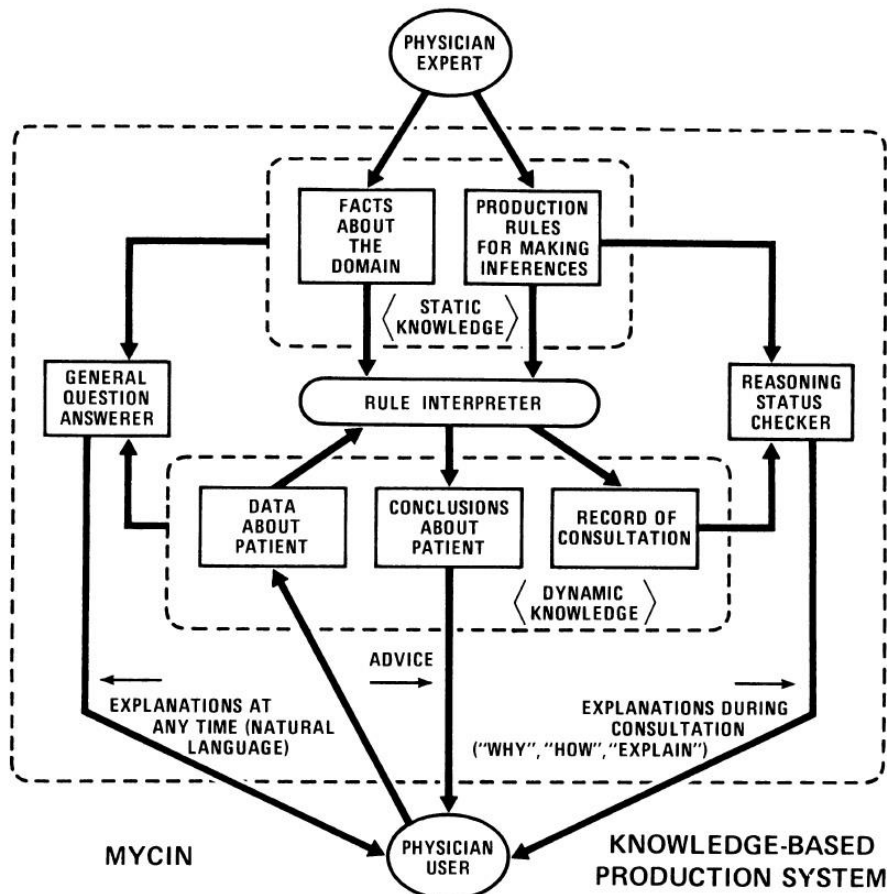 PHYSICIAN
EXPERT
FACTS
ABOUT
THE
DOMAIN
PRODUCTION
RULES
FOR MAKING
INFERENCES
STATIC
KNOWLEDGE
GENERAL
QUESTION
ANSWERER
RULE INTERPRETER
REASONING
STATUS
CHECKER
DATA
ABOUT
PATIENT
CONCLUSIONS
ABOUT
PATIENT
RECORD OF
CONSULTATION
DYNAMIC
KNOWLEDGE
ADVICE
EXPLANATIONS AT
ANY TIME (NATURAL
LANGUAGE)
EXPLANATIONS DURING
CONSULTATION
("WHY", "HOW", "EXPLAIN")
MYCIN
PHYSICIAN
USER
KNOWLEDGE-BASED
PRODUCTION SYSTEM